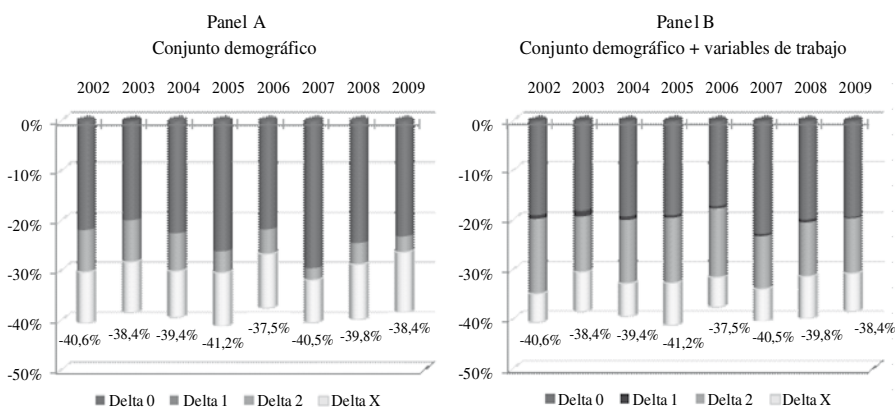 Panel A
Conjunto demográfico
2002 2003 2004 2005 2006 2007 2008 2009
0%
-10%
-20%
-30%
-40%
-50%
-40,6% -38,4% -39,4% -41,2% -37,5% -40,5% -39,8% -38,4%
Delta 0 Delta 1 Delta 2 Delta X
Panel B
Conjunto demográfico + variables de trabajo
2002 2003 2004 2005 2006 2007 2008 2009
0%
-10%
-20%
-30%
-40%
-50%
-40,6% -38,4% -39,4% -41,2% -37,5% -40,5% -39,8% -38,4%
Delta 0 Delta 1 Delta 2 Delta X